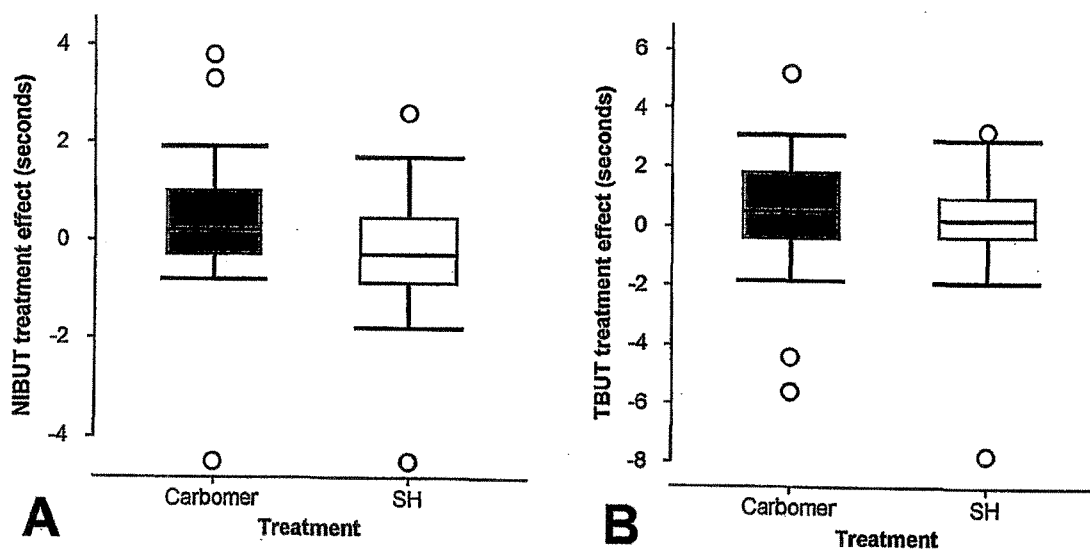 NIBUT treatment effect (seconds)
4
2
0
-2
-4
Carbomer SH
Treatment
A
TBUT treatment effect (seconds)
6
4
2
0
-2
-4
-6
-8
Carbomer SH
Treatment
B